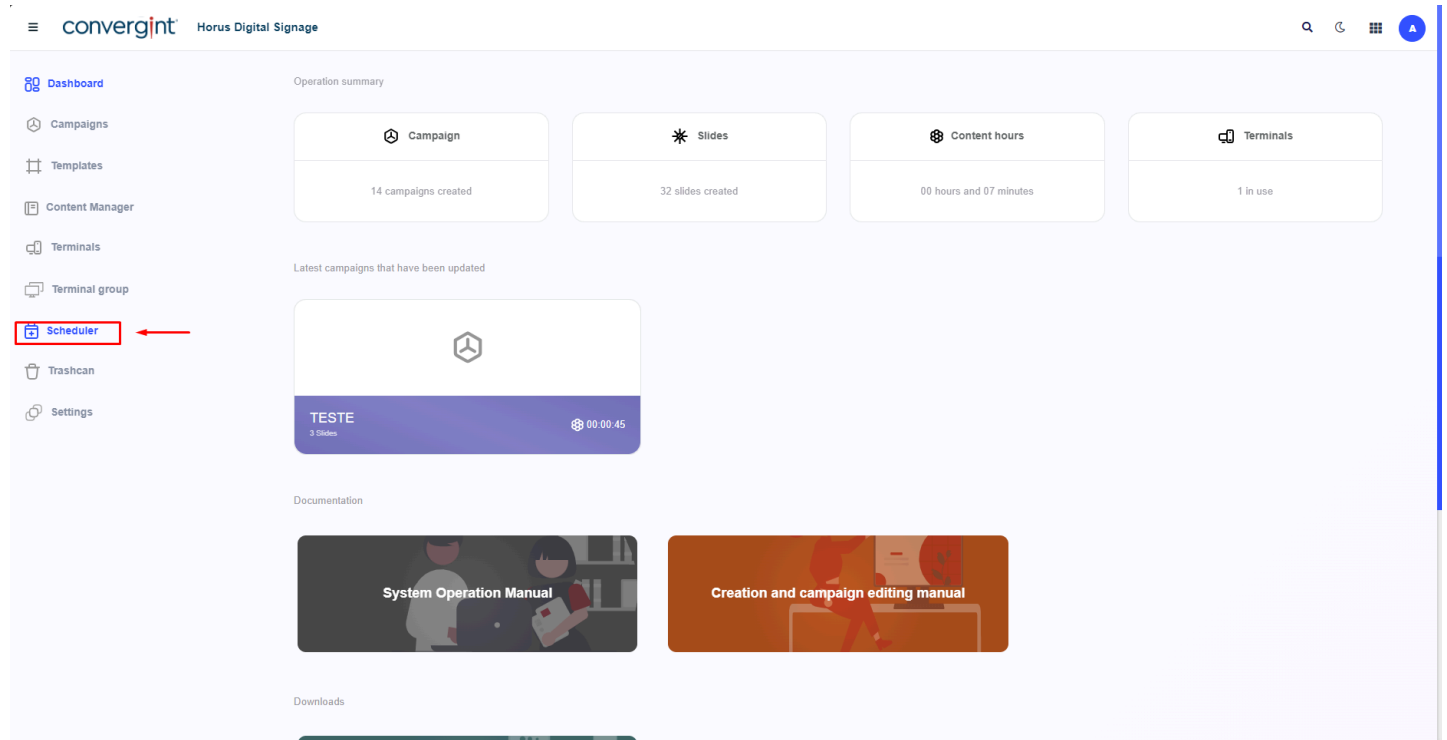 convergint Horus Digital Signage
A
Dashboard
Campaigns
Templates
Content Manager
Terminals
Terminal group
Scheduler
Trashcan
Settings
Operation summary
Campaign
14 campaigns created
Slides
32 slides created
Content hours
00 hours and 07 minutes
Terminals
1 in use
Latest campaigns that have been updated
TESTE
3 Slides
00:00:45
Documentation
System Operation Manual
Creation and campaign editing manual
Downloads